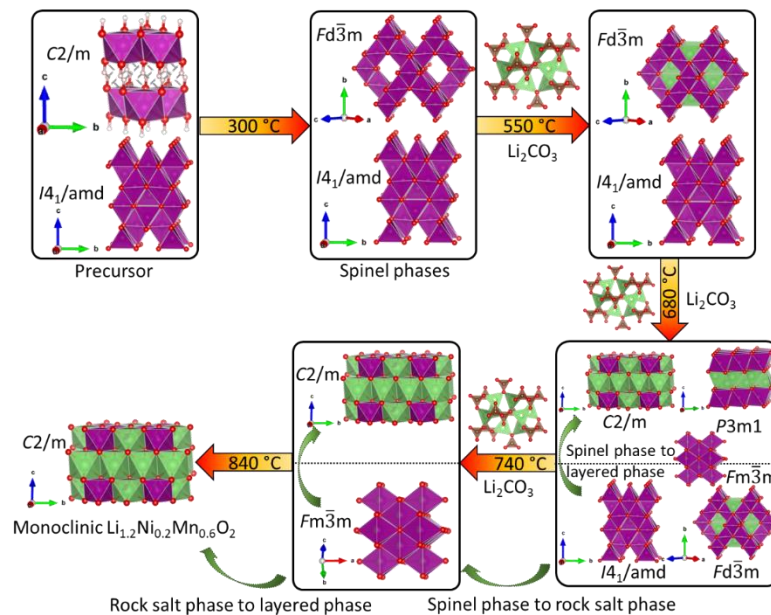 C2/m
c
b
I4₁/amd
c
b
Precursor
300 °C
Fd3̅m
b
c
a
I4₁/amd
c
b
Spinel phases
550 °C
Li₂CO₃
Fd3̅m
b
c
a
I4₁/amd
c
b
680 °C
Li₂CO₃
C2/m
c
b
P3m1
c
b
Spinel phase to
layered phase
Fm3̅m
I4₁/amd
c
b
Fd3̅m
b
c
a
740 °C
Li₂CO₃
C2/m
c
b
Fm3̅m
c
a
b
840 °C
C2/m
c
b
Monoclinic Li₁.₂Ni₀.₂Mn₀.₆O₂
Rock salt phase to layered phase
Spinel phase to rock salt phase